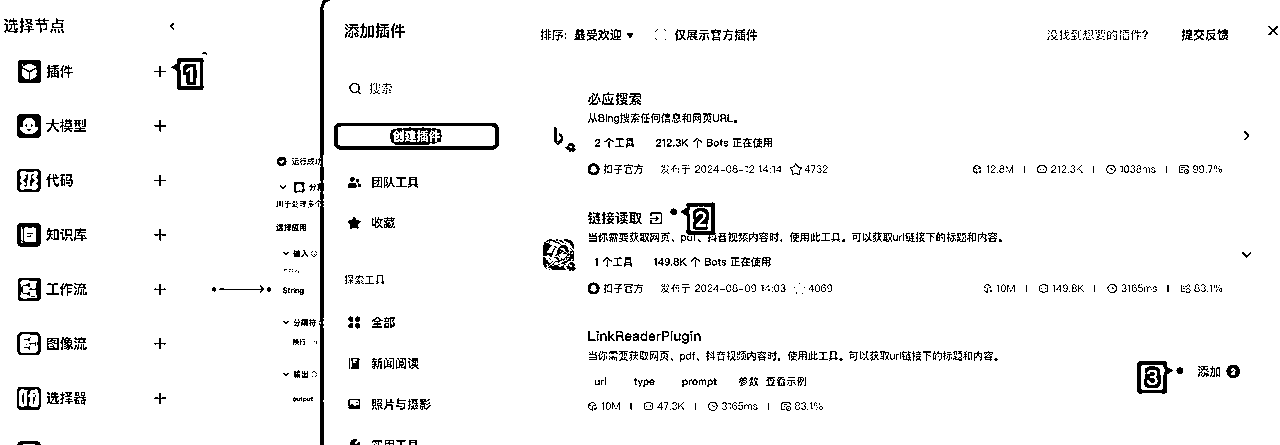 选择节点
插件
1
大模型
代码
知识库
工作流
图像流
选择器
运行成功
选择应用
输入
String
分隔符
换行
输出
output
添加插件
搜索
创建插件
团队工具
收藏
探索工具
全部
新闻阅读
照片与摄影
实用工具
排序: 最受欢迎 仅展示官方插件
没找到想要的插件? 提交反馈
必应搜索
从Bing搜索任何信息和网页URL。
2 个工具 212.3K 个 Bots 正在使用
扣子官方 发布于 2024-08-12 14:14 4732
12.8M | 212.3K | 1038ms | 99.7%
链接读取
2
当你需要获取网页、pdf、抖音视频内容时，使用此工具。可以获取url链接下的标题和内容。
1 个工具 149.8K 个 Bots 正在使用
扣子官方 发布于 2024-08-09 14:03 4069
10M | 149.8K | 3165ms | 83.1%
LinkReaderPlugin
当你需要获取网页、pdf、抖音视频内容时，使用此工具。可以获取url链接下的标题和内容。
url type prompt 参数 查看示例
10M | 47.3K | 3165ms | 83.1%
3
添加 2